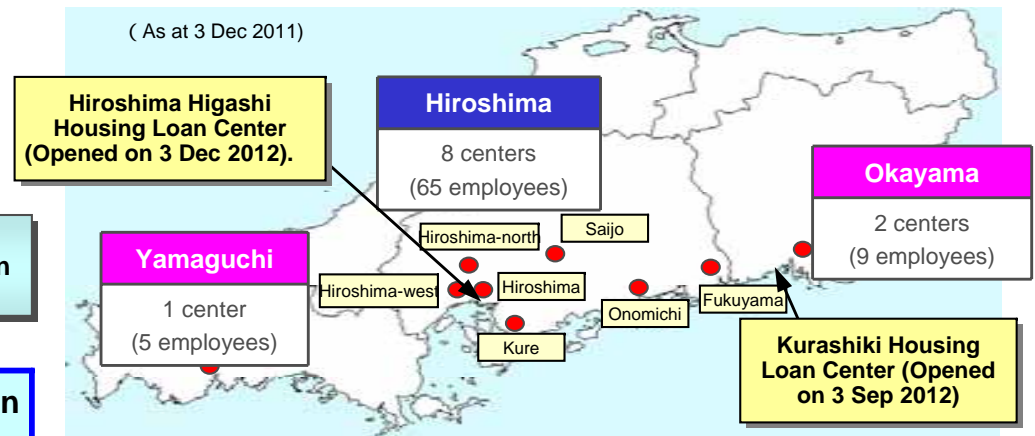 ( As at 3 Dec 2011)
Hiroshima Higashi
Housing Loan Center
(Opened on 3 Dec 2012).
Hiroshima
8 centers
(65 employees)
Okayama
2 centers
(9 employees)
Yamaguchi
1 center
(5 employees)
Hiroshima-north
Saijo
Hiroshima-west
Hiroshima
Onomichi
Fukuyama
Kure
Kurashiki Housing
Loan Center (Opened
on 3 Sep 2012)